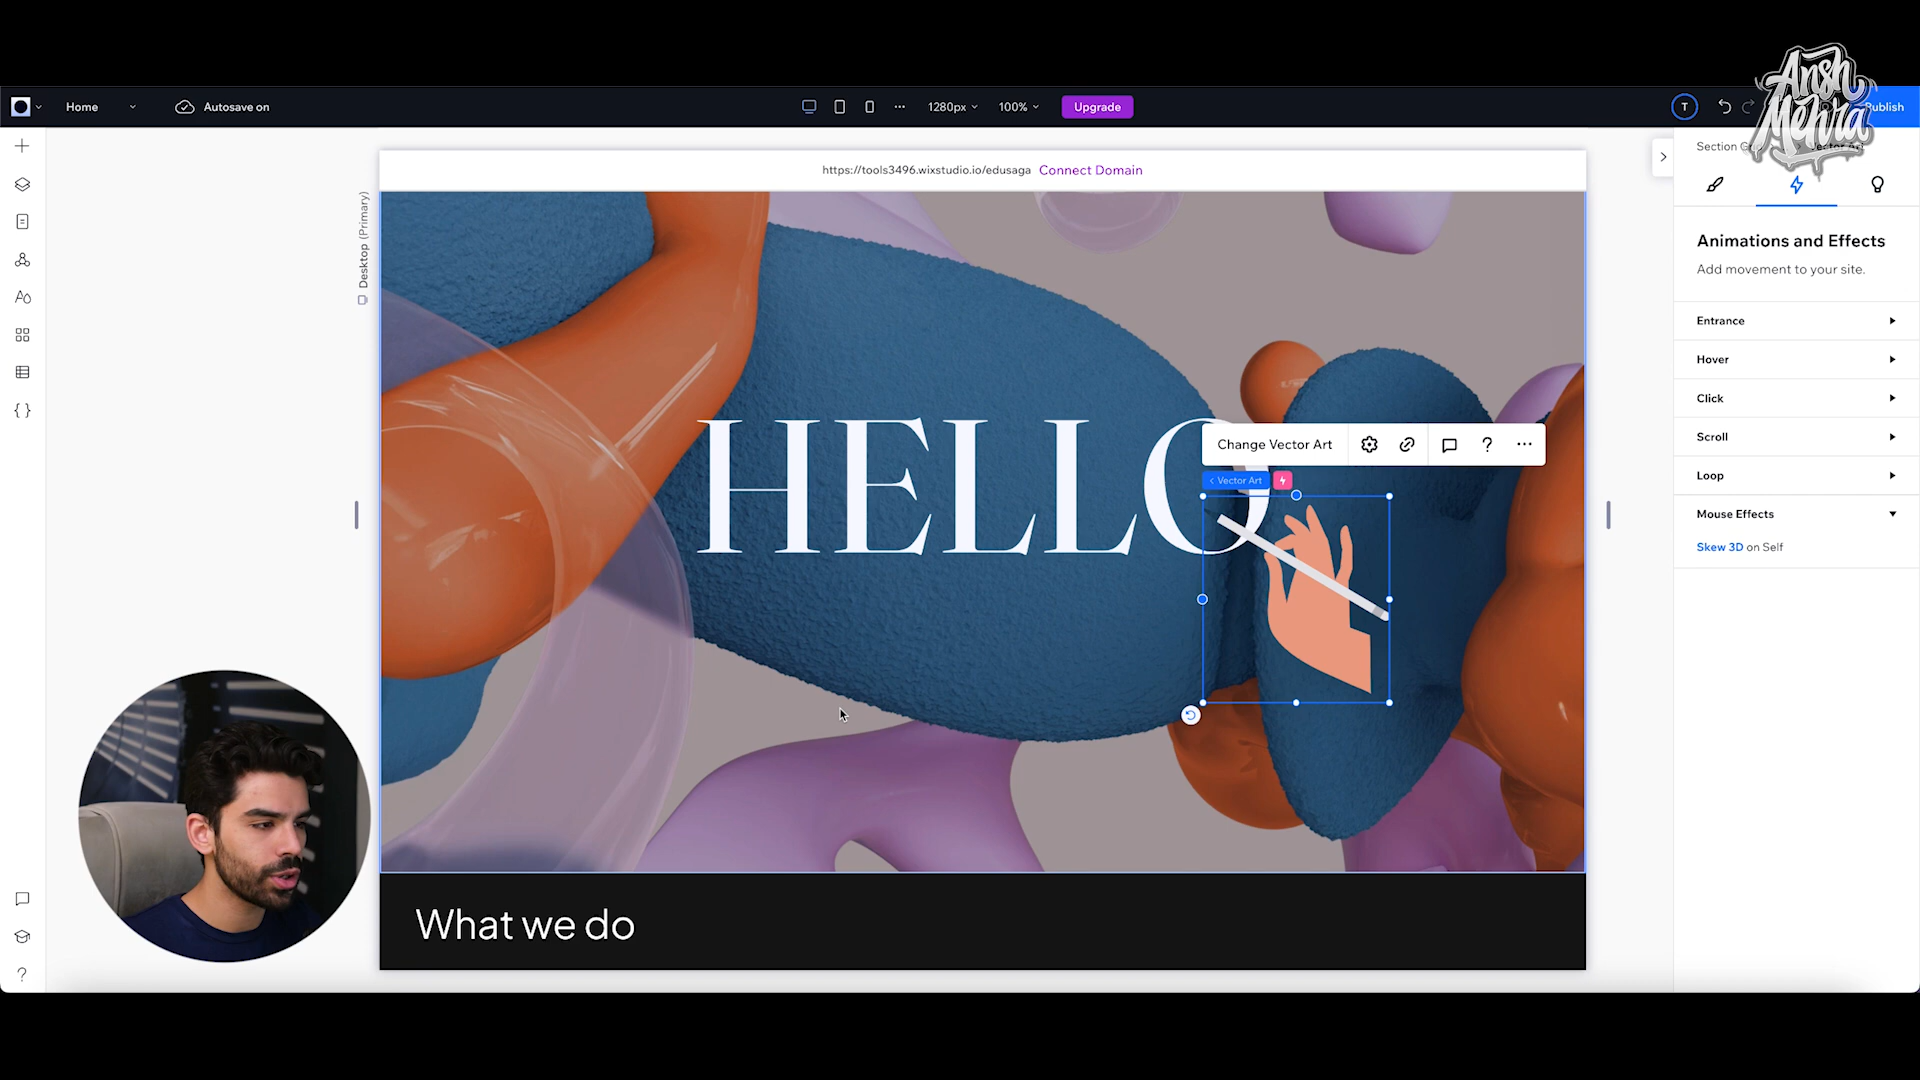 Ansh
Mehra
Home
Autosave on
1280px
100%
Upgrade
T
Publish
https://tools3496.wixstudio.io/edusaga Connect Domain
Desktop (Primary)
Vector Art
Animations and Effects
Add movement to your site.
Entrance
Hover
Click
Scroll
Loop
Mouse Effects
Skew 3D on Self
HELLO
Change Vector Art
?
< Vector Art
What we do
?